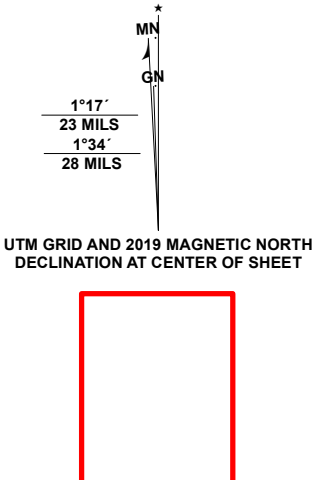 MN
GN
1°17´
23 MILS
1°34´
28 MILS
UTM GRID AND 2019 MAGNETIC NORTH
DECLINATION AT CENTER OF SHEET